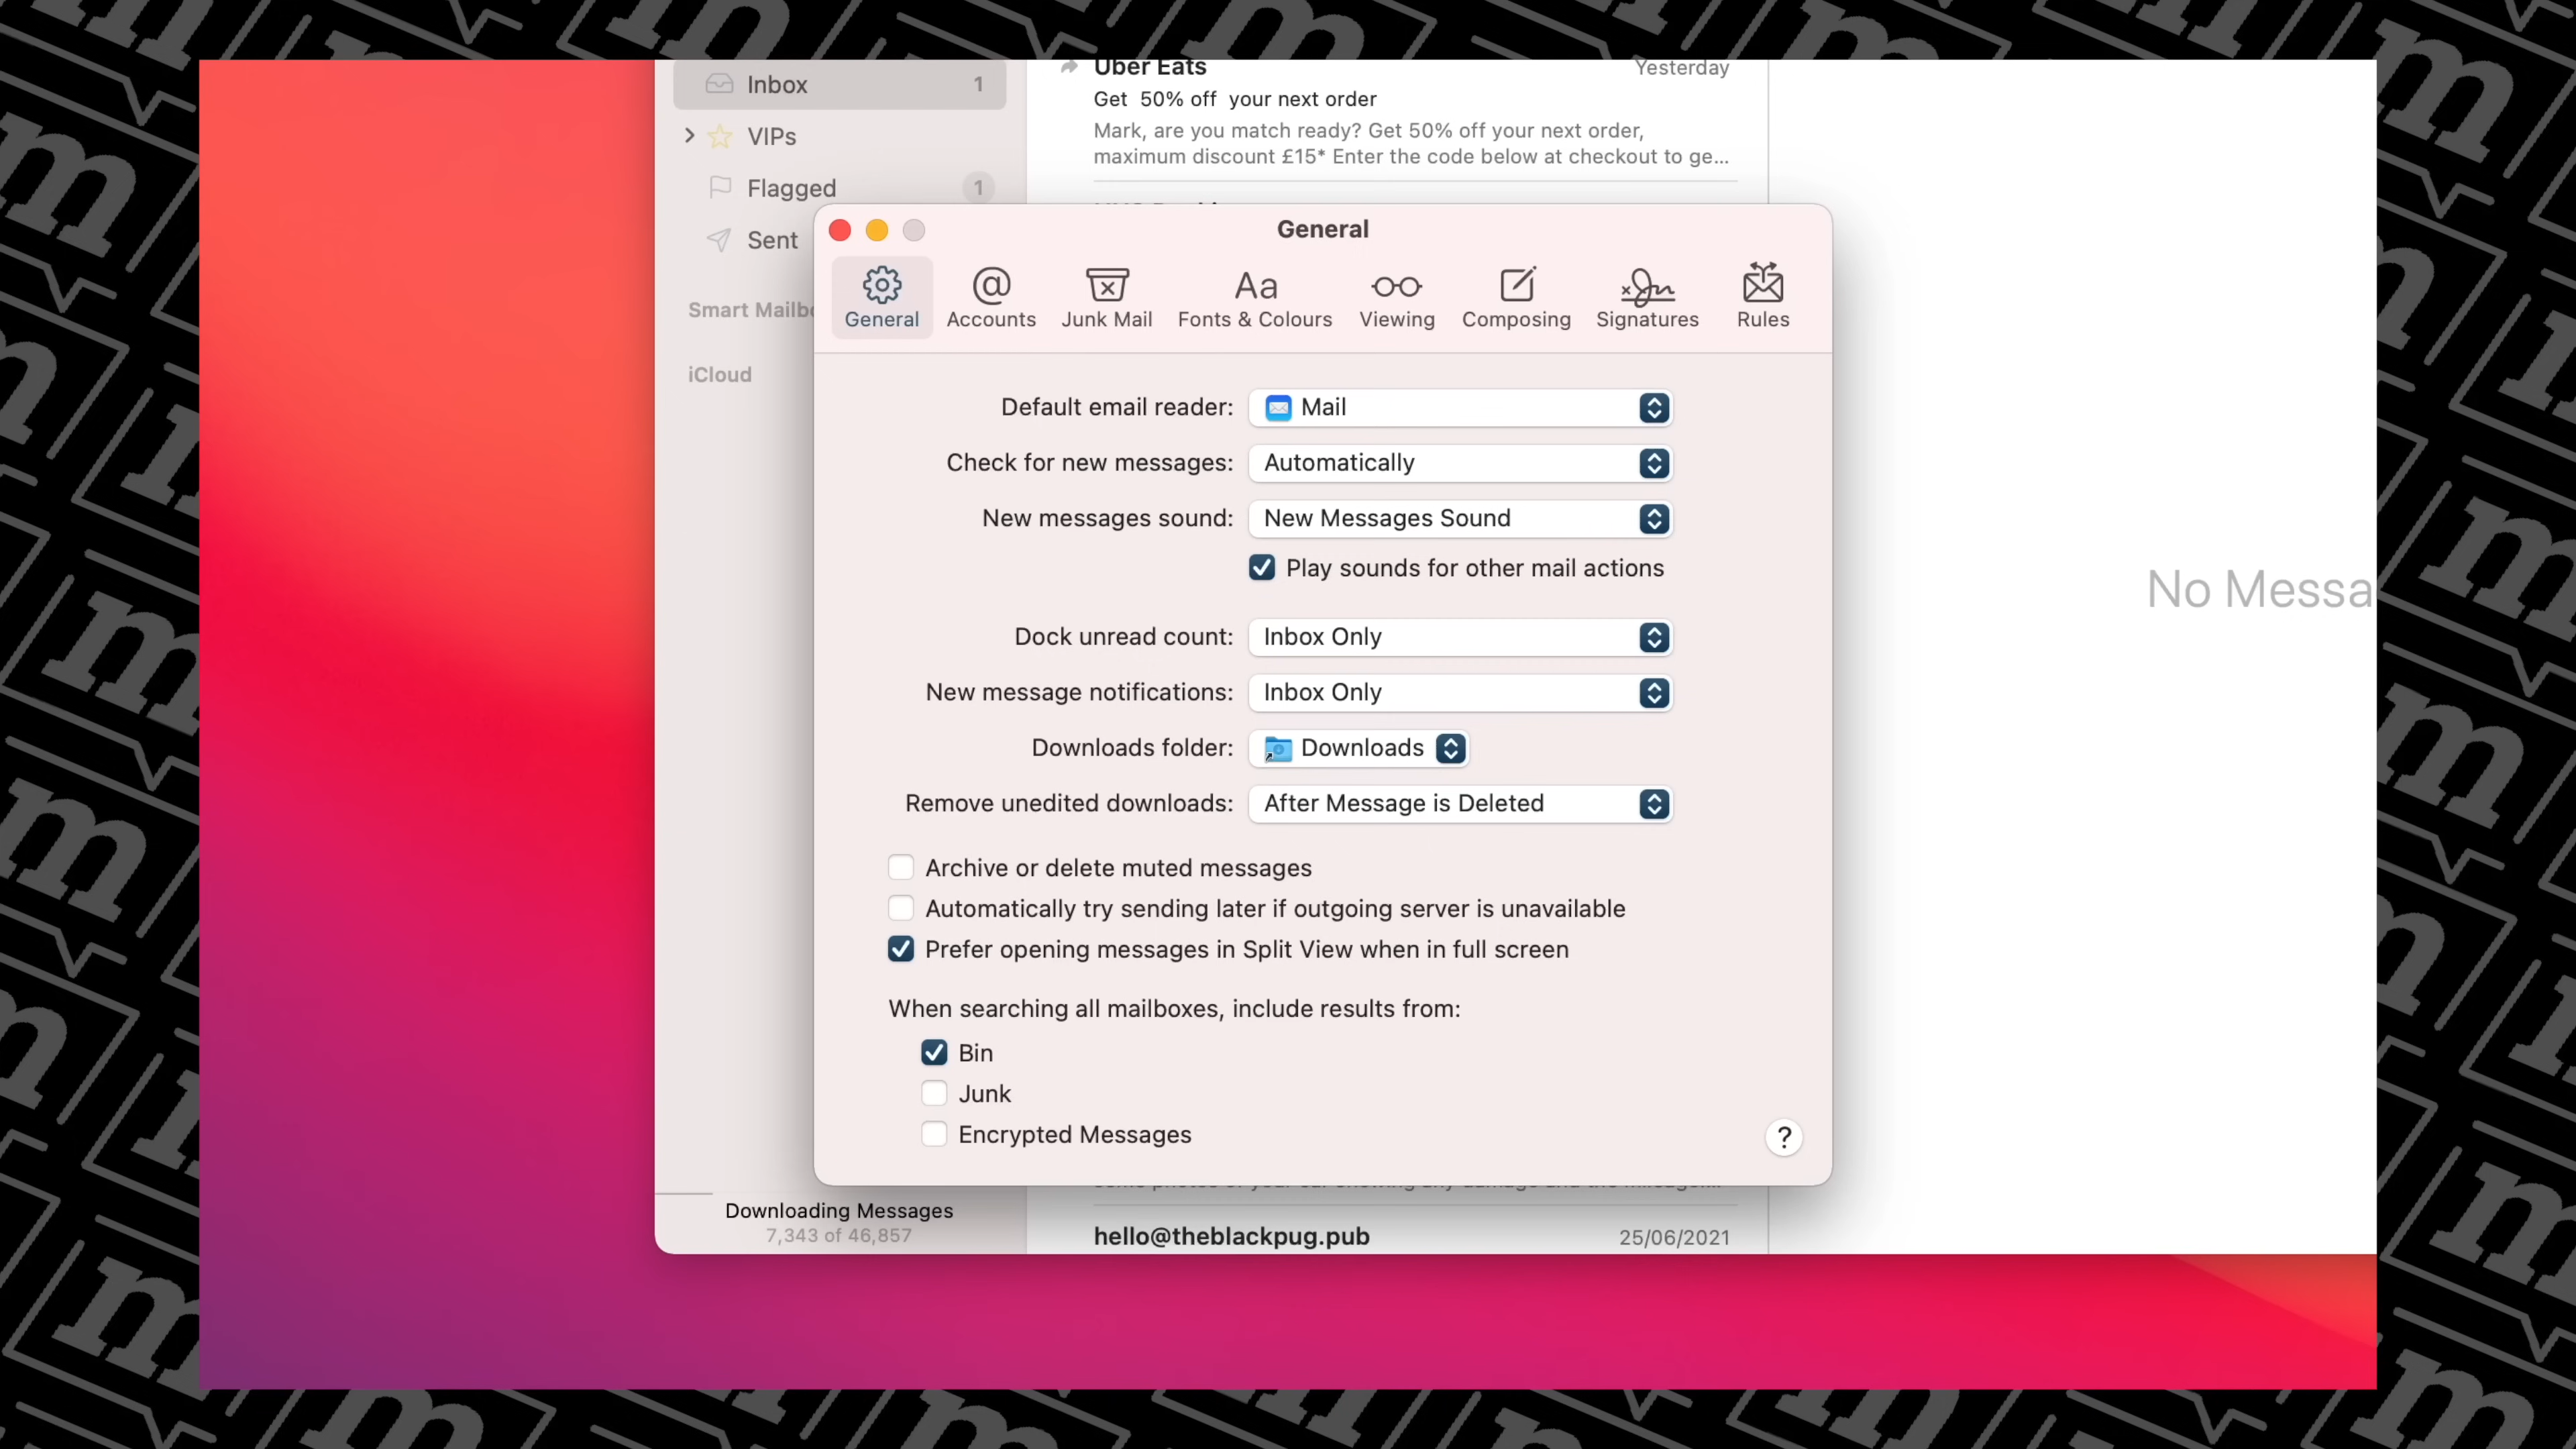 Inbox 1
VIPs
Flagged 1
Sent
Smart Mailbo
iCloud
Downloading Messages
7,343 of 46,857
Uber Eats Yesterday
Get 50% off your next order
Mark, are you match ready? Get 50% off your next order,
maximum discount £15* Enter the code below at checkout to ge...
General
General Accounts Junk Mail Fonts & Colours Viewing Composing Signatures Rules
Default email reader: Mail
Check for new messages: Automatically
New messages sound: New Messages Sound
Play sounds for other mail actions
Dock unread count: Inbox Only
New message notifications: Inbox Only
Downloads folder: Downloads
Remove unedited downloads: After Message is Deleted
Archive or delete muted messages
Automatically try sending later if outgoing server is unavailable
Prefer opening messages in Split View when in full screen
When searching all mailboxes, include results from:
Bin
Junk
Encrypted Messages
?
hello@theblackpug.pub 25/06/2021
No Messa